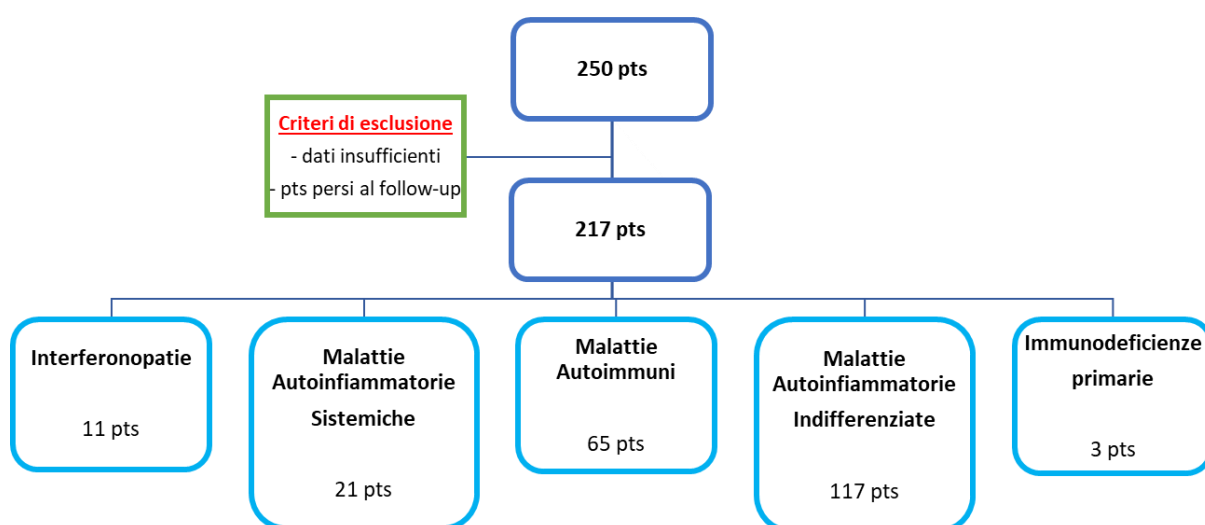 250 pts
Criteri di esclusione
- dati insufficienti
- pts persi al follow-up
217 pts
Interferonopatie
11 pts
Malattie
Autoinfiammatorie
Sistemiche
21 pts
Malattie
Autoimmuni
65 pts
Malattie
Autoinfiammatorie
Indifferenziate
117 pts
Immunodeficienze
primarie
3 pts